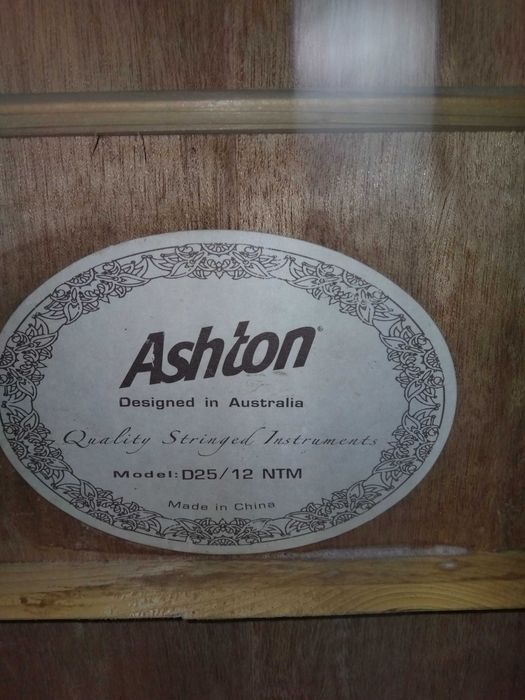 Ashton®
Designed in Australia
Quality Stringed Instruments
Model: D25/12 NTM
Made in China